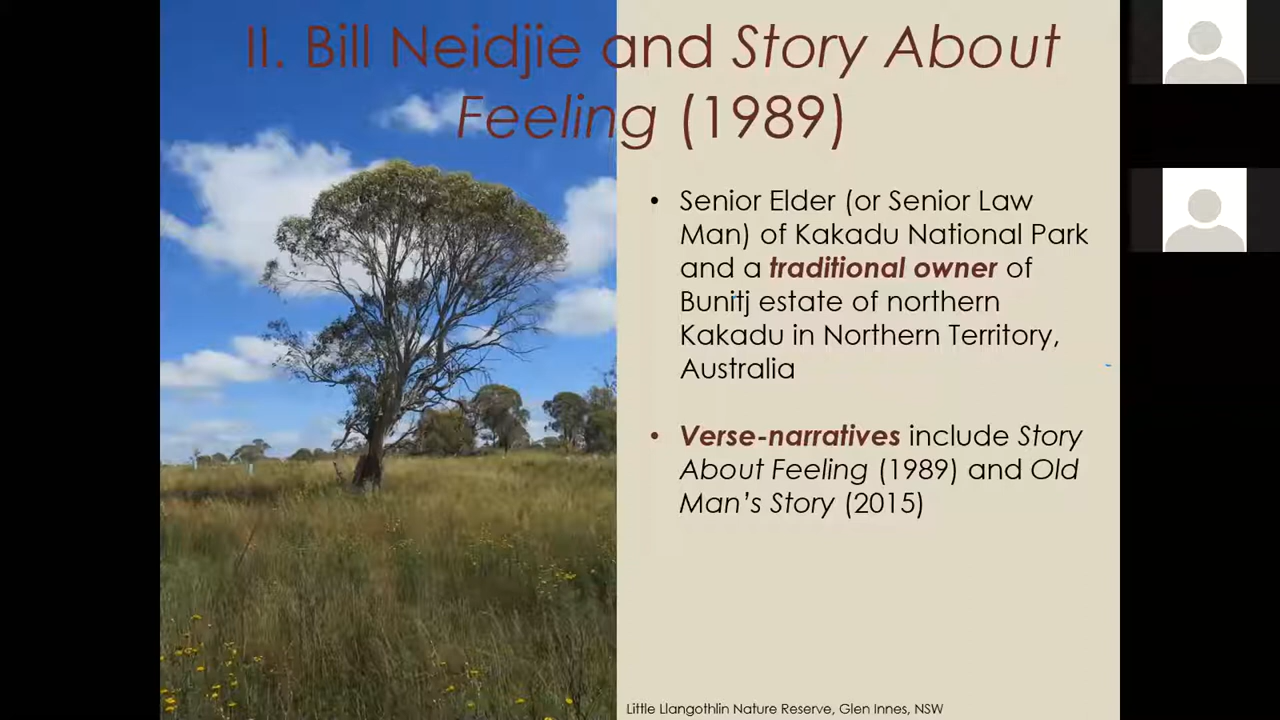 II. Bill Neidjie and Story About
Feeling (1989)
• Senior Elder (or Senior Law
Man) of Kakadu National Park
and a traditional owner of
Bunitj estate of northern
Kakadu in Northern Territory,
Australia
• Verse-narratives include Story
About Feeling (1989) and Old
Man’s Story (2015)
Little Llangothlin Nature Reserve, Glen Innes, NSW